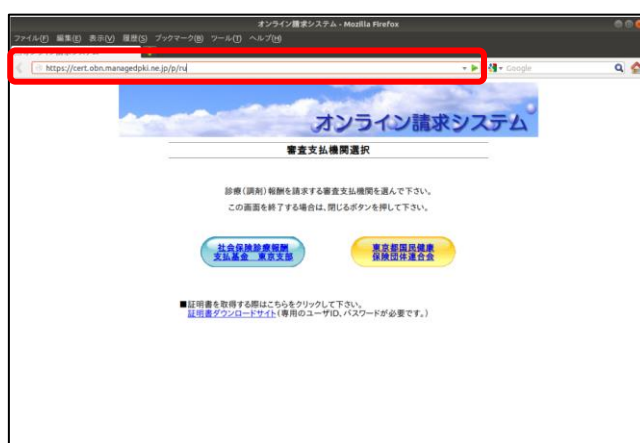 オンライン請求システム - Mozilla Firefox
ファイル(F) 編集(E) 表示(V) 履歴(S) ブックマーク(B) ツール(T) ヘルプ(H)
https://cert.obn.managedpki.ne.jp/p/ru
Google
オンライン請求システム
審査支払機関選択
診療(調剤)報酬を請求する審査支払機関を選んで下さい。
この画面を終了する場合は、閉じるボタンを押して下さい。
社会保険診療報酬 東京都国民健康
支払基金 東京支部 保険団体連合会
■証明書を取得する際はこちらをクリックして下さい。
証明書ダウンロードサイト(専用のユーザID、パスワードが必要です。)